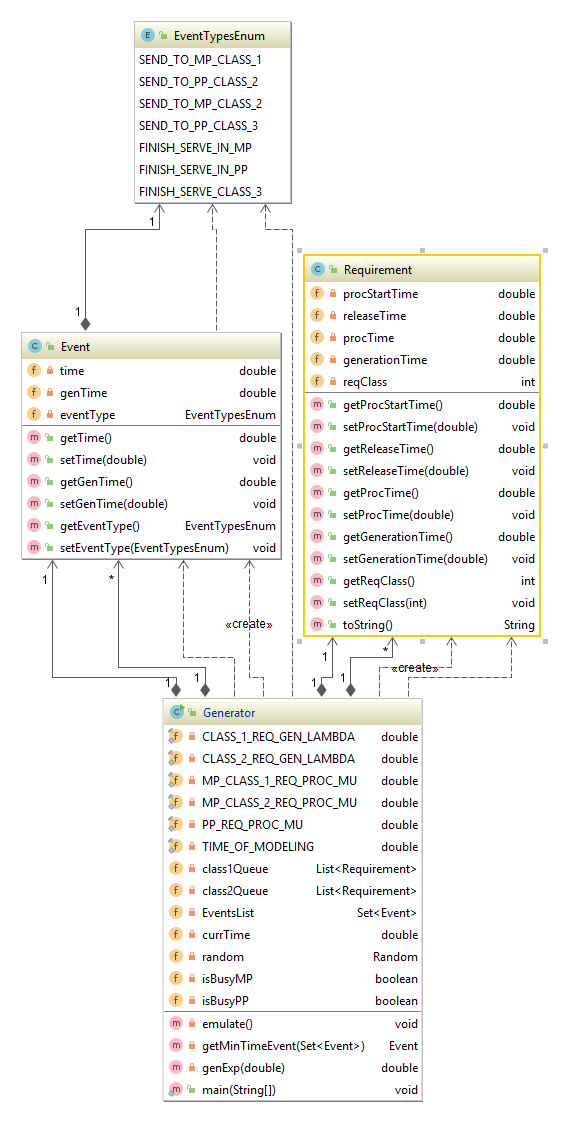 EventTypesEnum
SEND_TO_MP_CLASS_1
SEND_TO_PP_CLASS_2
SEND_TO_MP_CLASS_2
SEND_TO_PP_CLASS_3
FINISH_SERVE_IN_MP
FINISH_SERVE_IN_PP
FINISH_SERVE_CLASS_3
1
1
Event
time double
genTime double
eventType EventTypesEnum
getTime() double
setTime(double) void
getGenTime() double
setGenTime(double) void
getEventType() EventTypesEnum
setEventType(EventTypesEnum) void
Requirement
procStartTime double
releaseTime double
procTime double
generationTime double
reqClass int
getProcStartTime() double
setProcStartTime(double) void
getReleaseTime() double
setReleaseTime(double) void
getProcTime() double
setProcTime(double) void
getGenerationTime() double
setGenerationTime(double) void
getReqClass() int
setReqClass(int) void
toString() String
1 *
«create»
1 *
«create»
1 1 1 1
Generator
CLASS_1_REQ_GEN_LAMBDA double
CLASS_2_REQ_GEN_LAMBDA double
MP_CLASS_1_REQ_PROC_MU double
MP_CLASS_2_REQ_PROC_MU double
PP_REQ_PROC_MU double
TIME_OF_MODELING double
class1Queue List<Requirement>
class2Queue List<Requirement>
EventsList Set<Event>
currTime double
random Random
isBusyMP boolean
isBusyPP boolean
emulate() void
getMinTimeEvent(Set<Event>) Event
genExp(double) double
main(String[]) void